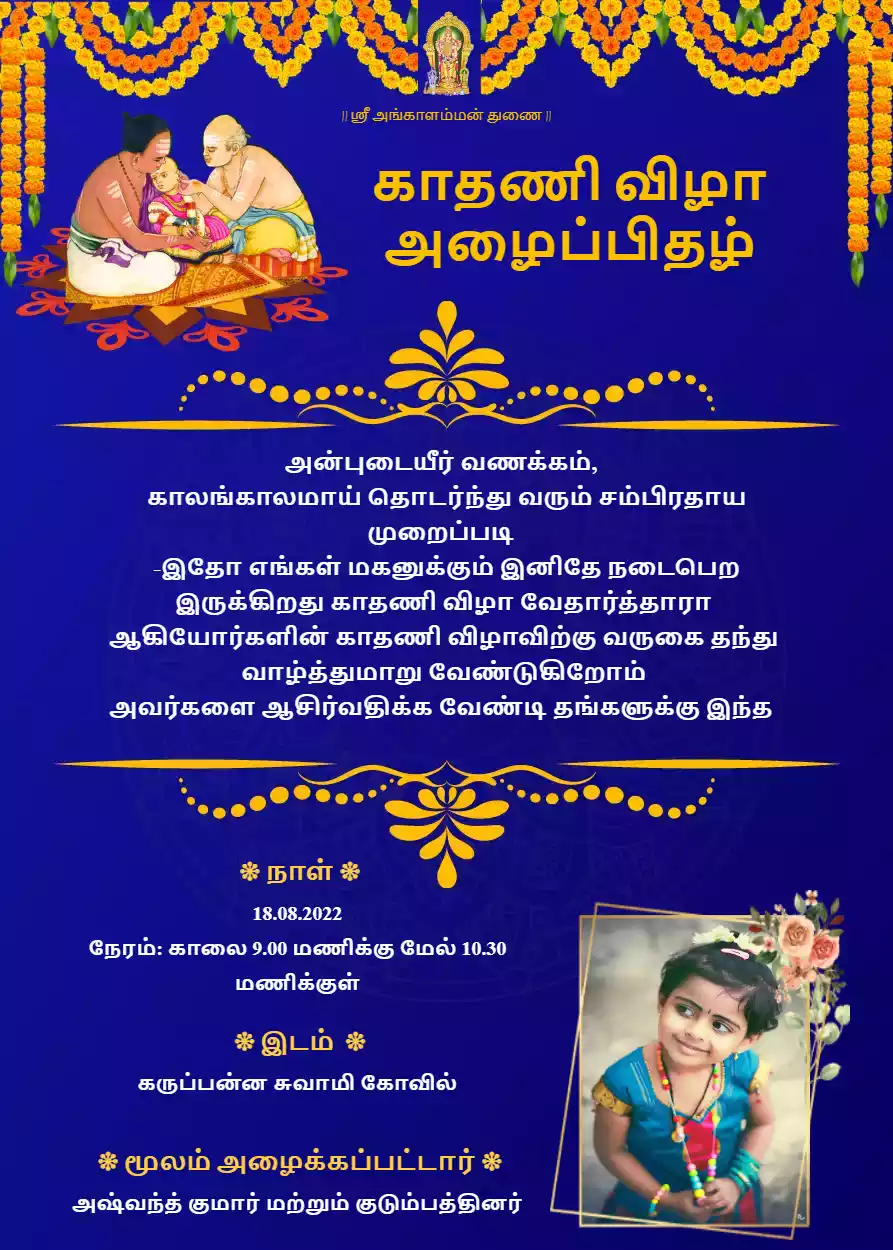 || ஸ்ரீ அங்காளம்மன் துணை ||
காதணி விழா
அழைப்பிதழ்
அன்புடையீர் வணக்கம்,
காலங்காலமாய் தொடர்ந்து வரும் சம்பிரதாய
முறைப்படி
-இதோ எங்கள் மகனுக்கும் இனிதே நடைபெற
இருக்கிறது காதணி விழா வேதார்த்தாரா
ஆகியோர்களின் காதணி விழாவிற்கு வருகை தந்து
வாழ்த்துமாறு வேண்டுகிறோம்
அவர்களை ஆசிர்வதிக்க வேண்டி தங்களுக்கு இந்த
❃ நாள் ❃
18.08.2022
நேரம்: காலை 9.00 மணிக்கு மேல் 10.30
மணிக்குள்
❃ இடம் ❃
கருப்பன்ன சுவாமி கோவில்
❃ மூலம் அழைக்கப்பட்டார் ❃
அஷ்வந்த் குமார் மற்றும் குடும்பத்தினர்